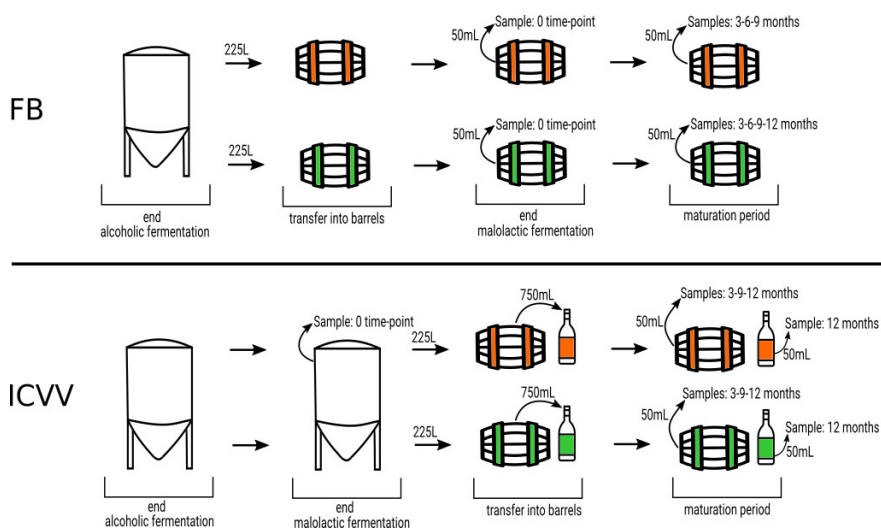 225L
50mL
Sample: 0 time-point
50mL
Samples: 3-6-9 months
FB
225L
50mL
Sample: 0 time-point
50mL
Samples: 3-6-9-12 months
end
alcoholic fermentation
transfer into barrels
end
malolactic fermentation
maturation period
ICVV
Sample: 0 time-point
225L
750mL
Samples: 3-9-12 months
50mL
Sample: 12 months
50mL
225L
750mL
Samples: 3-9-12 months
50mL
Sample: 12 months
50mL
end
alcoholic fermentation
end
malolactic fermentation
transfer into barrels
maturation period